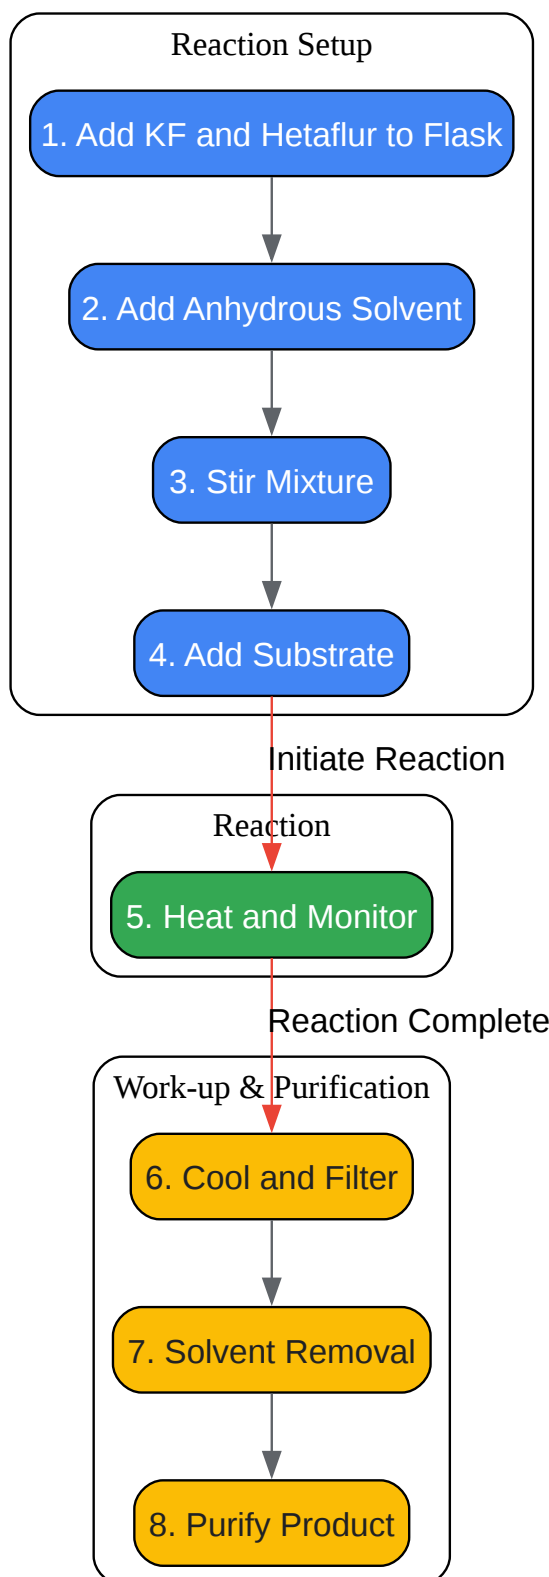 Reaction Setup
1. Add KF and Hetaflur to Flask
2. Add Anhydrous Solvent
3. Stir Mixture
4. Add Substrate
Initiate Reaction
Reaction
5. Heat and Monitor
Reaction Complete
Work-up & Purification
6. Cool and Filter
7. Solvent Removal
8. Purify Product